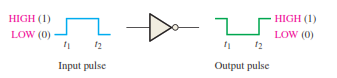 HIGH (1)
LOW (0)
t1 t2
Input pulse
HIGH (1)
LOW (0)
t1 t2
Output pulse